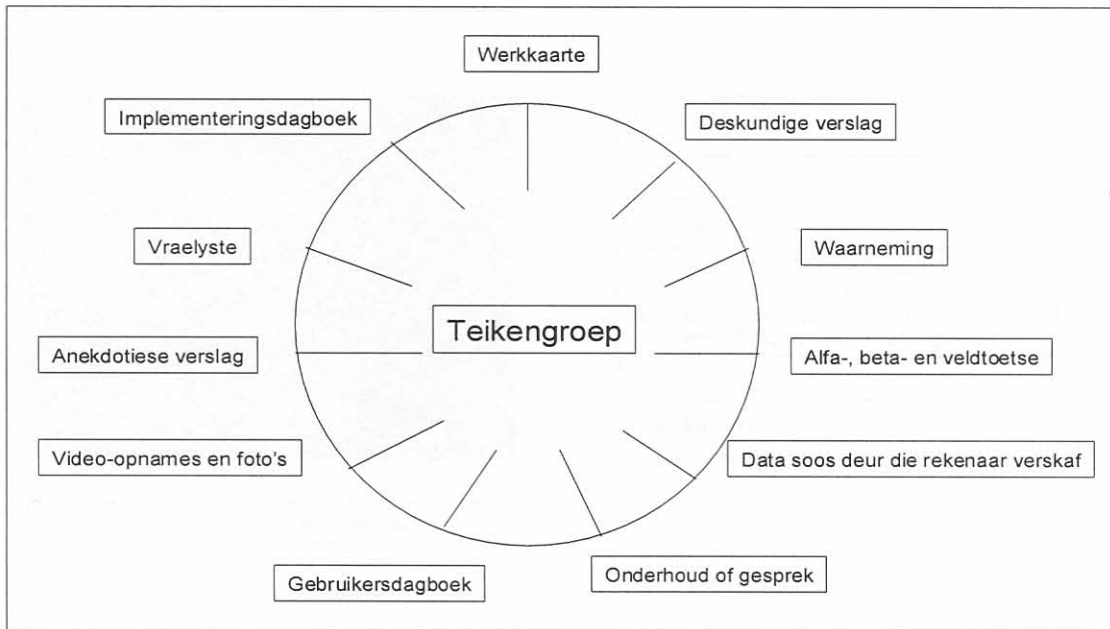 Werkkaarte
Implementeringsdagboek
Deskundige verslag
Vraelyste
Waarneming
Teikengroep
Anekdotiese verslag
Alfa-, beta- en veldtoetse
Video-opnames en foto's
Data soos deur die rekenaar verskaf
Gebruikersdagboek
Onderhoud of gesprek